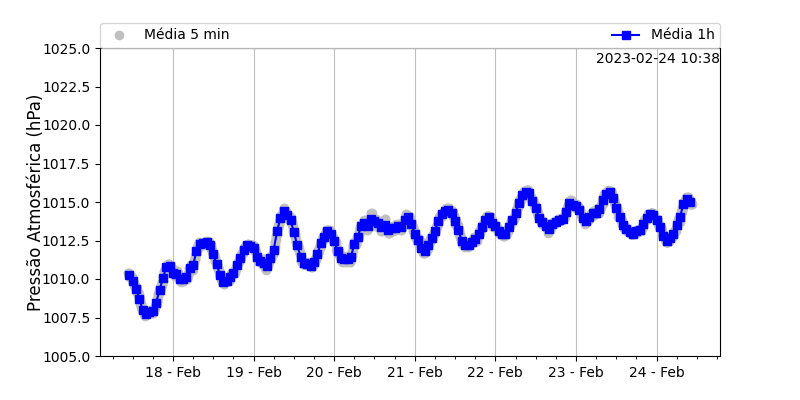 Média 5 min
Média 1h
2023-02-24 10:38
Pressão Atmosférica (hPa)
1025.0
1022.5
1020.0
1017.5
1015.0
1012.5
1010.0
1007.5
1005.0
18 - Feb
19 - Feb
20 - Feb
21 - Feb
22 - Feb
23 - Feb
24 - Feb